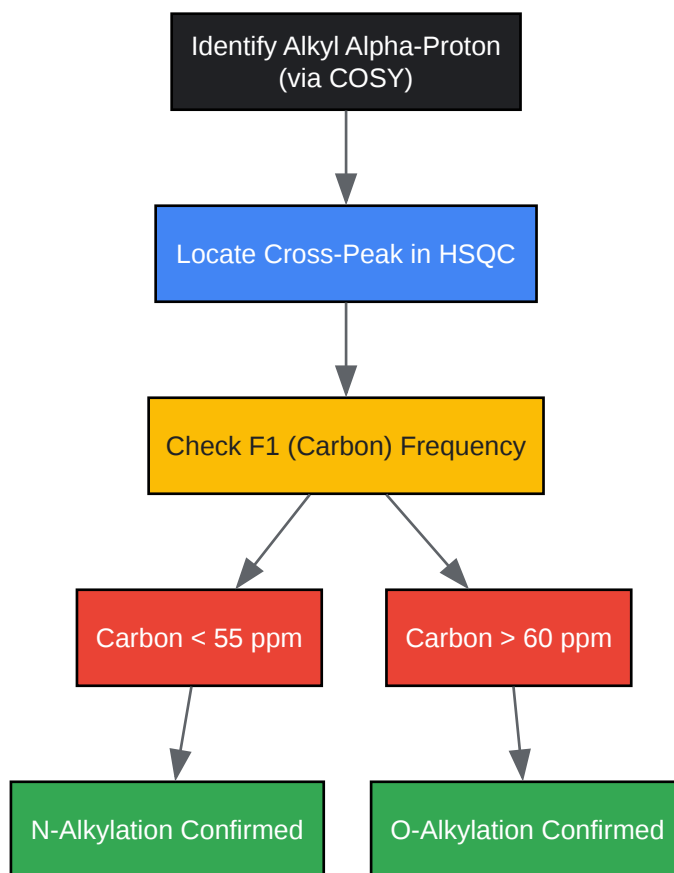 Identify Alkyl Alpha-Proton
(via COSY)
Locate Cross-Peak in HSQC
Check F1 (Carbon) Frequency
Carbon < 55 ppm
Carbon > 60 ppm
N-Alkylation Confirmed
O-Alkylation Confirmed